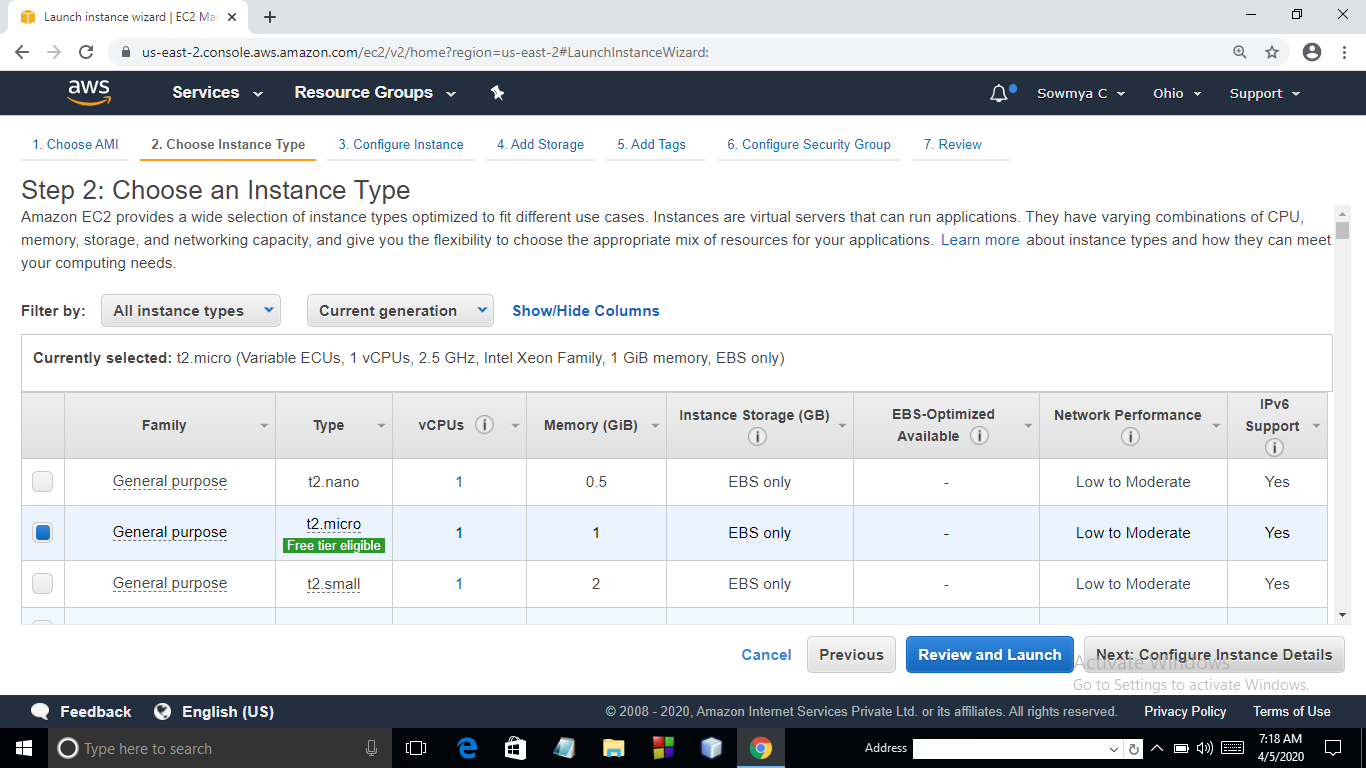 Launch instance wizard | EC2 Ma
us-east-2.console.aws.amazon.com/ec2/v2/home?region=us-east-2#LaunchInstanceWizard:
aws Services Resource Groups Sowmya C Ohio Support
1. Choose AMI 2. Choose Instance Type 3. Configure Instance 4. Add Storage 5. Add Tags 6. Configure Security Group 7. Review
Step 2: Choose an Instance Type
Amazon EC2 provides a wide selection of instance types optimized to fit different use cases. Instances are virtual servers that can run applications. They have varying combinations of CPU,
memory, storage, and networking capacity, and give you the flexibility to choose the appropriate mix of resources for your applications. Learn more about instance types and how they can meet
your computing needs.
Filter by: All instance types Current generation Show/Hide Columns
Currently selected: t2.micro (Variable ECUs, 1 vCPUs, 2.5 GHz, Intel Xeon Family, 1 GiB memory, EBS only)
Family Type vCPUs i Memory (GiB) Instance Storage (GB) i EBS-Optimized Available i Network Performance i IPv6 Support i
General purpose t2.nano 1 0.5 EBS only - Low to Moderate Yes
General purpose t2.micro Free tier eligible 1 1 EBS only - Low to Moderate Yes
General purpose t2.small 1 2 EBS only - Low to Moderate Yes
Cancel Previous Review and Launch Next: Configure Instance Details
Activate Windows
Go to Settings to activate Windows.
Feedback English (US) © 2008 - 2020, Amazon Internet Services Private Ltd. or its affiliates. All rights reserved. Privacy Policy Terms of Use
Type here to search Address 7:18 AM
4/5/2020